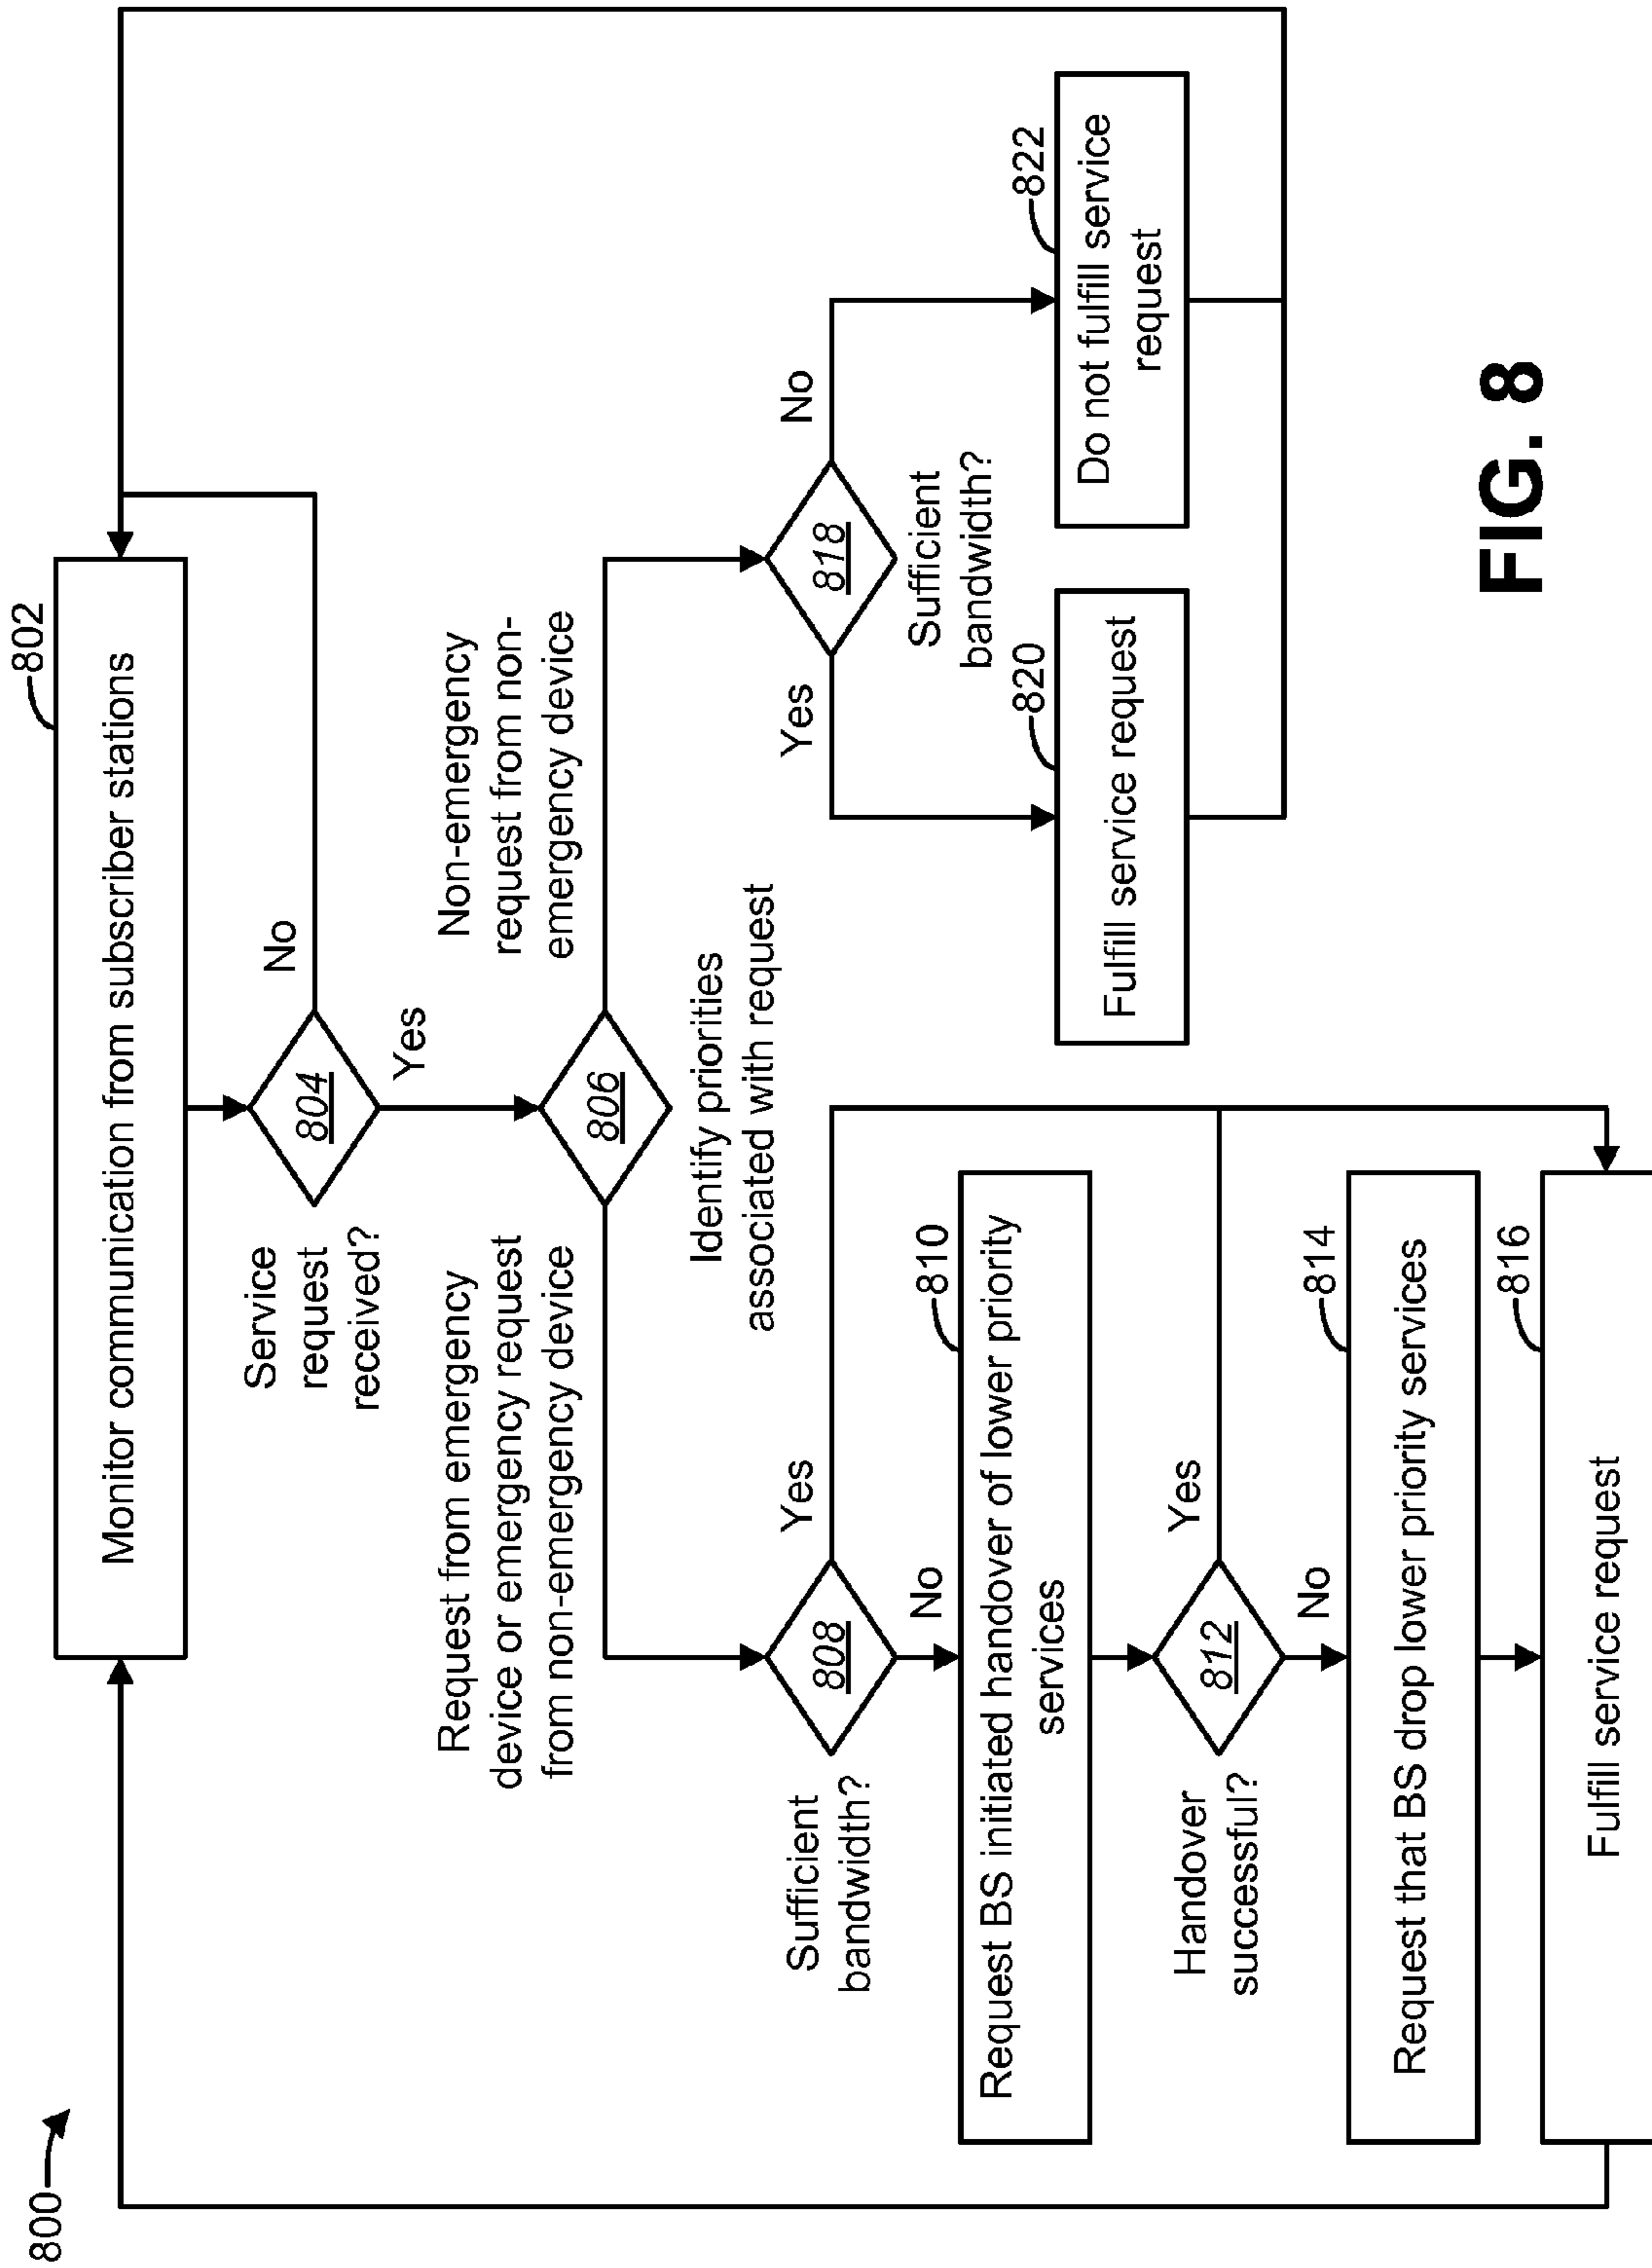 800
802
Monitor communication from subscriber stations
Service
request
received?
804
No
Yes
Request from emergency
device or emergency request
from non-emergency device
806
Non-emergency
request from non-
emergency device
Identify priorities
associated with request
Sufficient
bandwidth?
808
Yes
No
810
Request BS initiated handover of lower priority
services
Handover
successful?
812
Yes
No
814
Request that BS drop lower priority services
816
Fulfill service request
Yes
818
No
Sufficient
bandwidth?
820
Fulfill service request
822
Do not fulfill service
request
FIG. 8